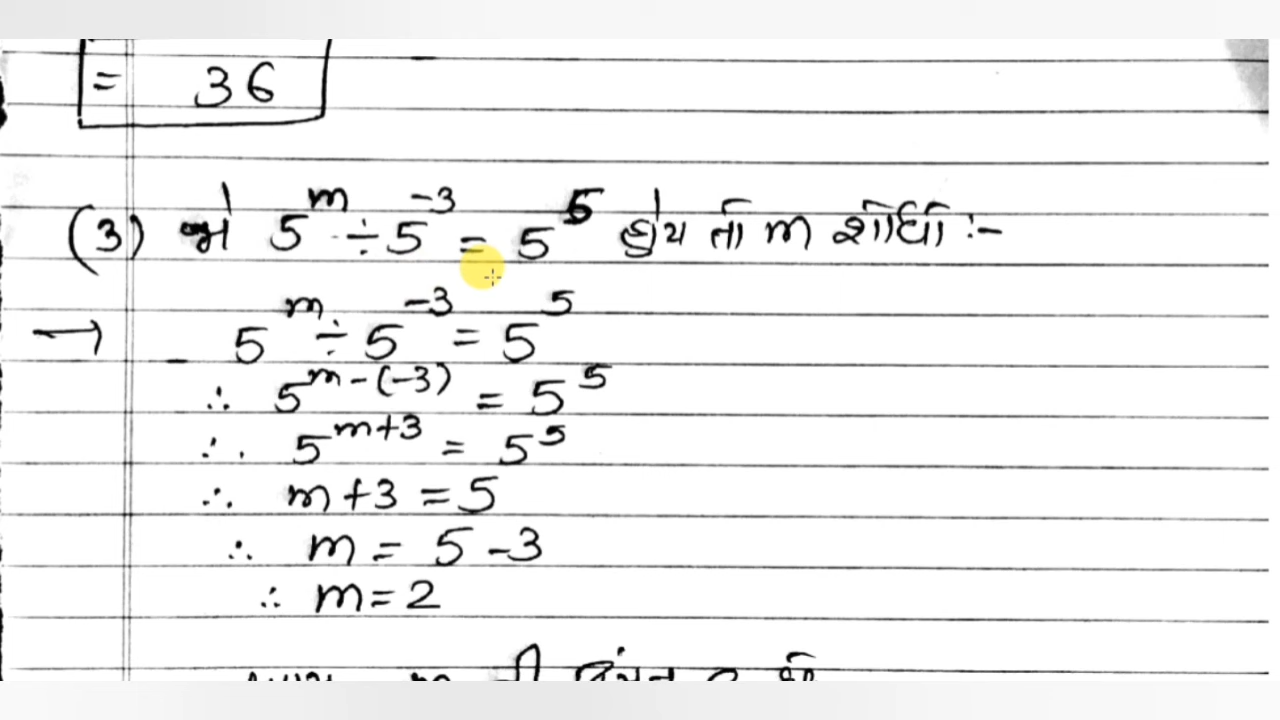 = 36
(3) જો 5^m ÷ 5^-3 = 5^5 હોય તો m શોધો :-
→ 5^m ÷ 5^-3 = 5^5
∴ 5^m-(-3) = 5^5
∴ 5^m+3 = 5^5
∴ m+3 = 5
∴ m = 5 -3
∴ m = 2